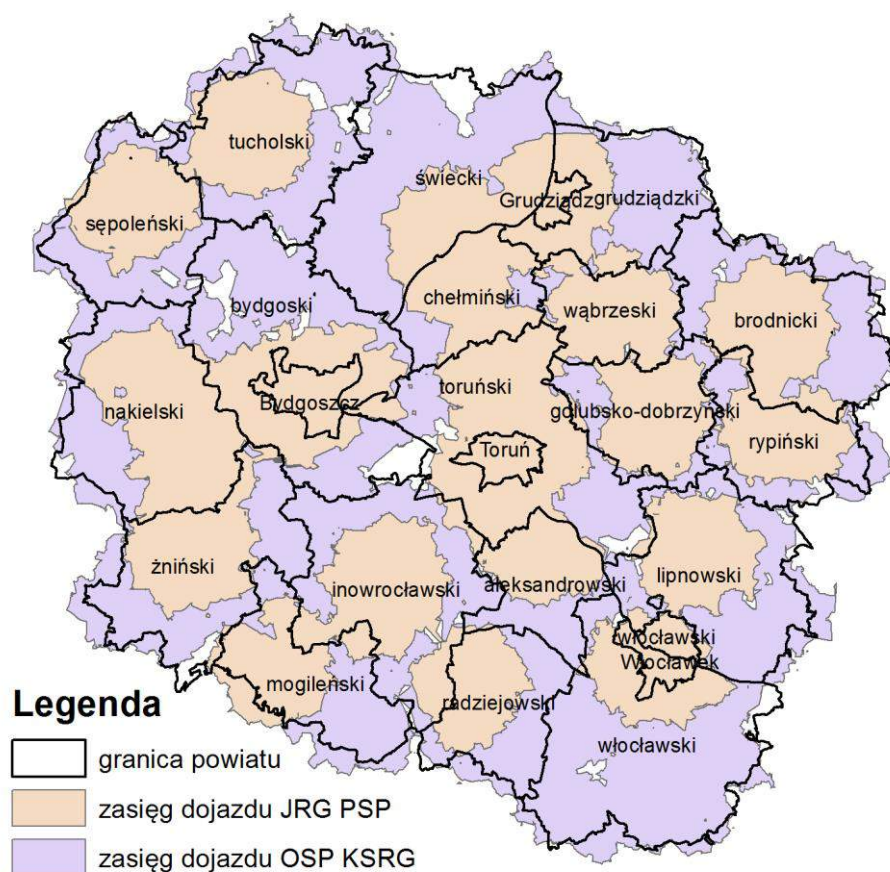 tucholski
świecki
Grudziądz
grudziądzki
sępoleński
bydgoski
chełmiński
wąbrzeski
brodnicki
toruński
nakielski
Bydgoszcz
golubsko-dobrzyński
rypiński
Toruń
żniński
inowrocławski
aleksandrowski
lipnowski
włocławski
Włocławek
mogileński
radziejowski
włocławski
Legenda
granica powiatu
zasięg dojazdu JRG PSP
zasięg dojazdu OSP KSRG